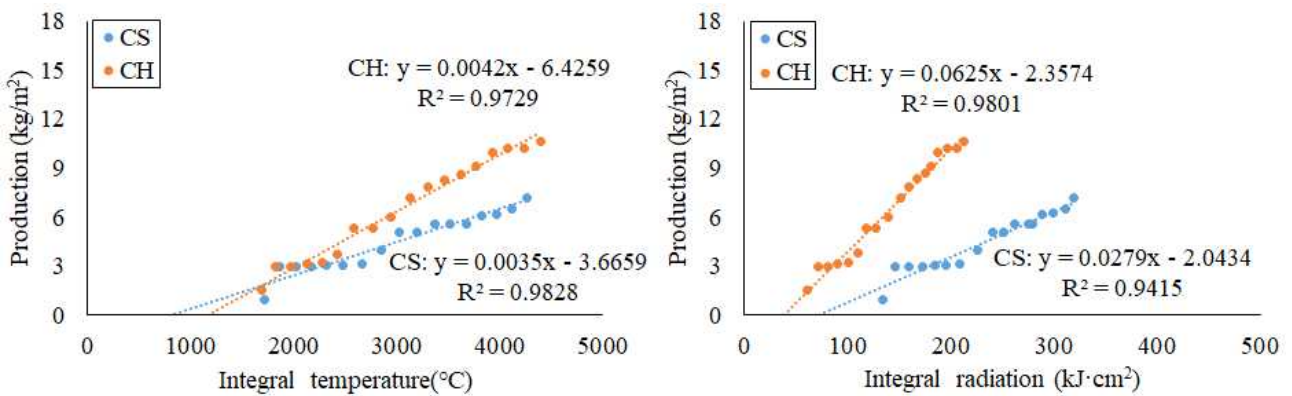 18
15
12
9
6
3
0
Production (kg/m²)
CS
CH
CH: y = 0.0042x - 6.4259
R² = 0.9729
CS: y = 0.0035x - 3.6659
R² = 0.9828
0 1000 2000 3000 4000 5000
Integral temperature(°C)
18
15
12
9
6
3
0
Production (kg/m²)
CS
CH
CH: y = 0.0625x - 2.3574
R² = 0.9801
CS: y = 0.0279x - 2.0434
R² = 0.9415
0 100 200 300 400 500
Integral radiation (kJ·cm²)